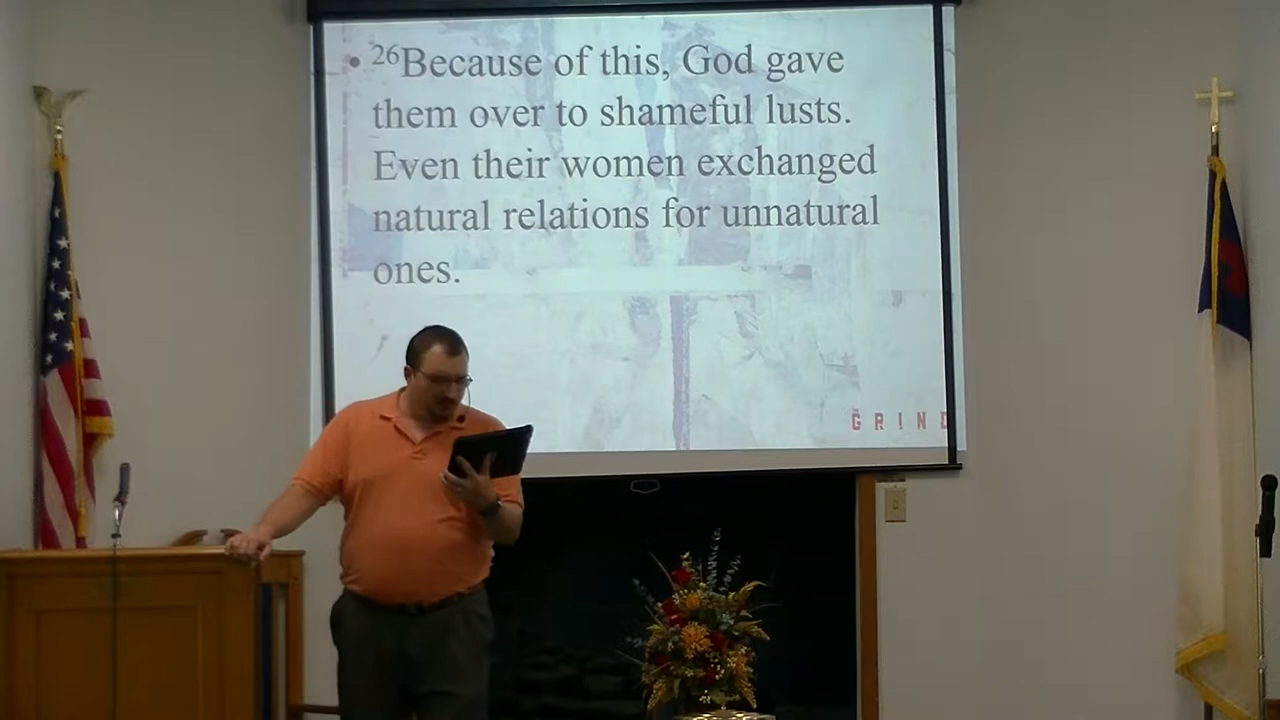 • 26Because of this, God gave
them over to shameful lusts.
Even their women exchanged
natural relations for unnatural
ones.
GRIND